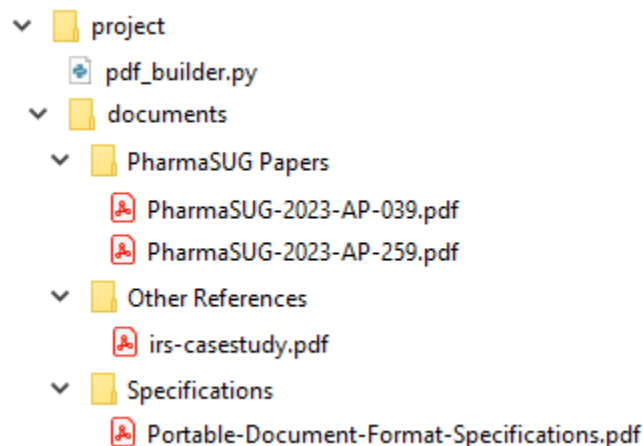 project
pdf_builder.py
documents
PharmaSUG Papers
PharmaSUG-2023-AP-039.pdf
PharmaSUG-2023-AP-259.pdf
Other References
irs-casestudy.pdf
Specifications
Portable-Document-Format-Specifications.pdf